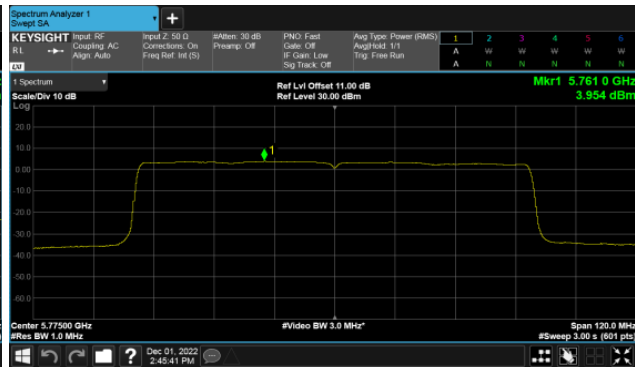 Spectrum Analyzer 1
Swept SA
+
KEYSIGHT Input: RF Input Z: 50 Ω #Atten: 30 dB PNO: Fast Avg Type: Power (RMS) 1 2 3 4 5 6
RL Coupling: AC Corrections: On Preamp: Off Gate: Off Avg|Hold: 1/1 A W W W W W
Align: Auto Freq Ref: Int (S) IF Gain: Low Trig: Free Run
LXI Sig Track: Off A N N N N N
1 Spectrum Ref Lvl Offset 11.00 dB Mkr1 5.761 0 GHz
Scale/Div 10 dB Ref Level 30.00 dBm 3.954 dBm
Log
20.0
10.0
1
0.00
-10.0
-20.0
-30.0
-40.0
-50.0
-60.0
Center 5.77500 GHz #Video BW 3.0 MHz* Span 120.0 MHz
#Res BW 1.0 MHz #Sweep 3.00 s (601 pts)
? Dec 01, 2022
2:45:41 PM